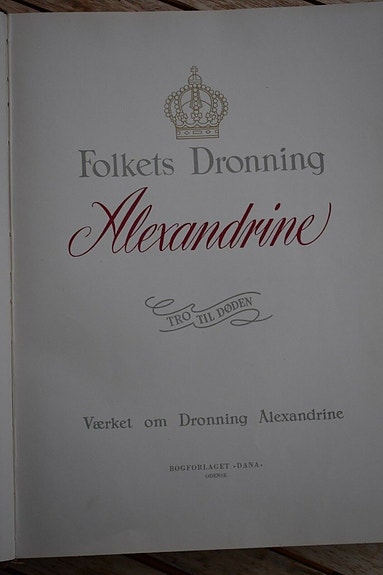 Folkets Dronning
Alexandrine
TRO TIL DØDEN
Værket om Dronning Alexandrine
BOGFORLAGET »DANA«
ODENSE